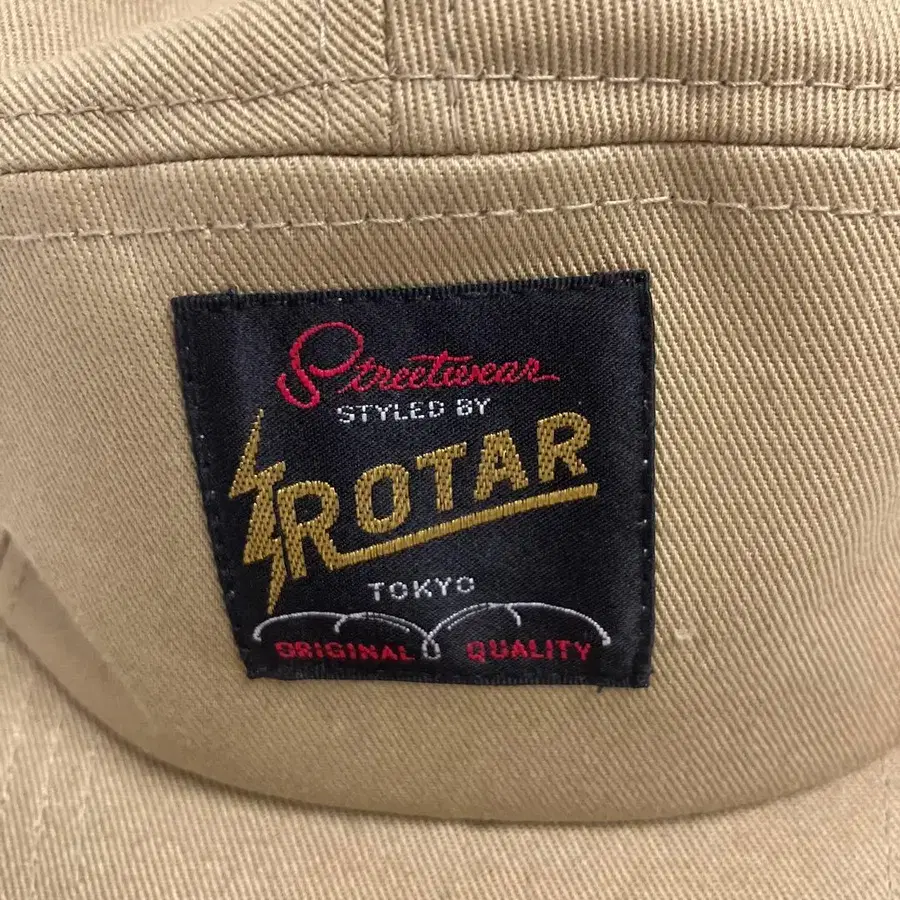 Streetwear
STYLED BY
ROTAR
TOKYO
ORIGINAL QUALITY